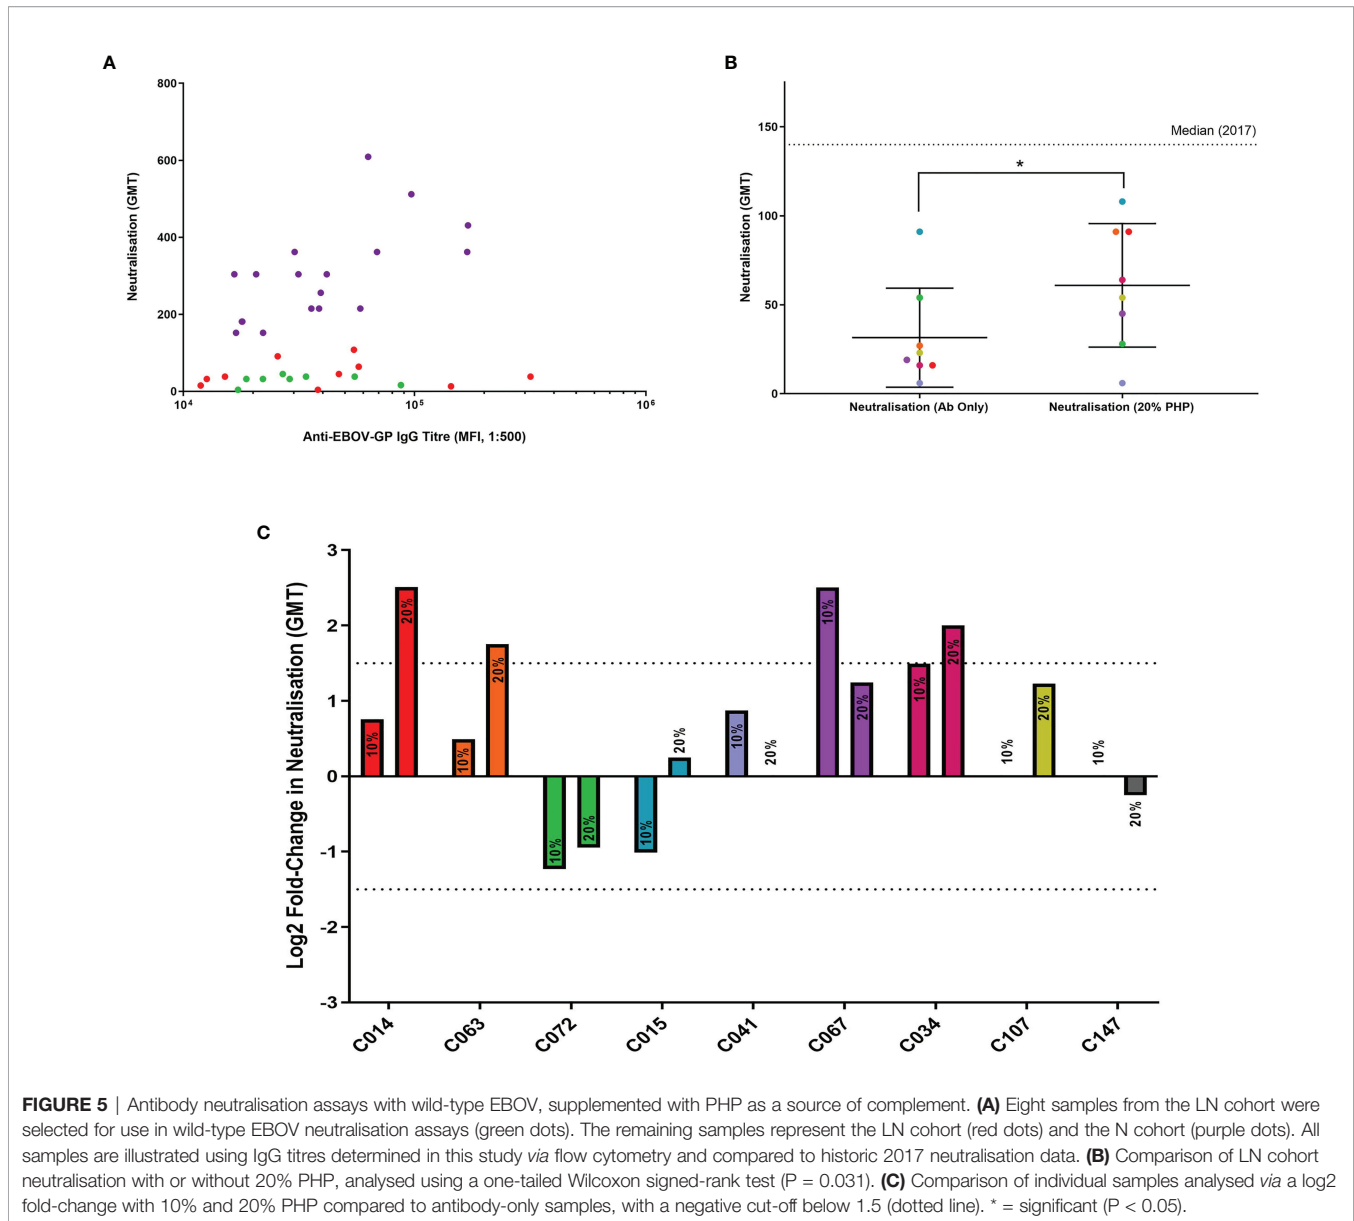 A
800
600
400
200
0
10^4
10^5
10^6
Neutralisation (GMT)
Anti-EBOV-GP IgG Titre (MFI, 1:500)
B
150
100
50
0
Neutralisation (GMT)
Median (2017)
*
Neutralisation (Ab Only)
Neutralisation (20% PHP)
C
3
2
1
0
-1
-2
-3
Log2 Fold-Change in Neutralisation (GMT)
10%
20%
10%
20%
10%
20%
10%
20%
10%
20%
10%
20%
10%
20%
10%
20%
10%
20%
C014
C063
C072
C015
C041
C067
C034
C107
C147
FIGURE 5 | Antibody neutralisation assays with wild-type EBOV, supplemented with PHP as a source of complement. (A) Eight samples from the LN cohort were
selected for use in wild-type EBOV neutralisation assays (green dots). The remaining samples represent the LN cohort (red dots) and the N cohort (purple dots). All
samples are illustrated using IgG titres determined in this study via flow cytometry and compared to historic 2017 neutralisation data. (B) Comparison of LN cohort
neutralisation with or without 20% PHP, analysed using a one-tailed Wilcoxon signed-rank test (P = 0.031). (C) Comparison of individual samples analysed via a log2
fold-change with 10% and 20% PHP compared to antibody-only samples, with a negative cut-off below 1.5 (dotted line). * = significant (P < 0.05).